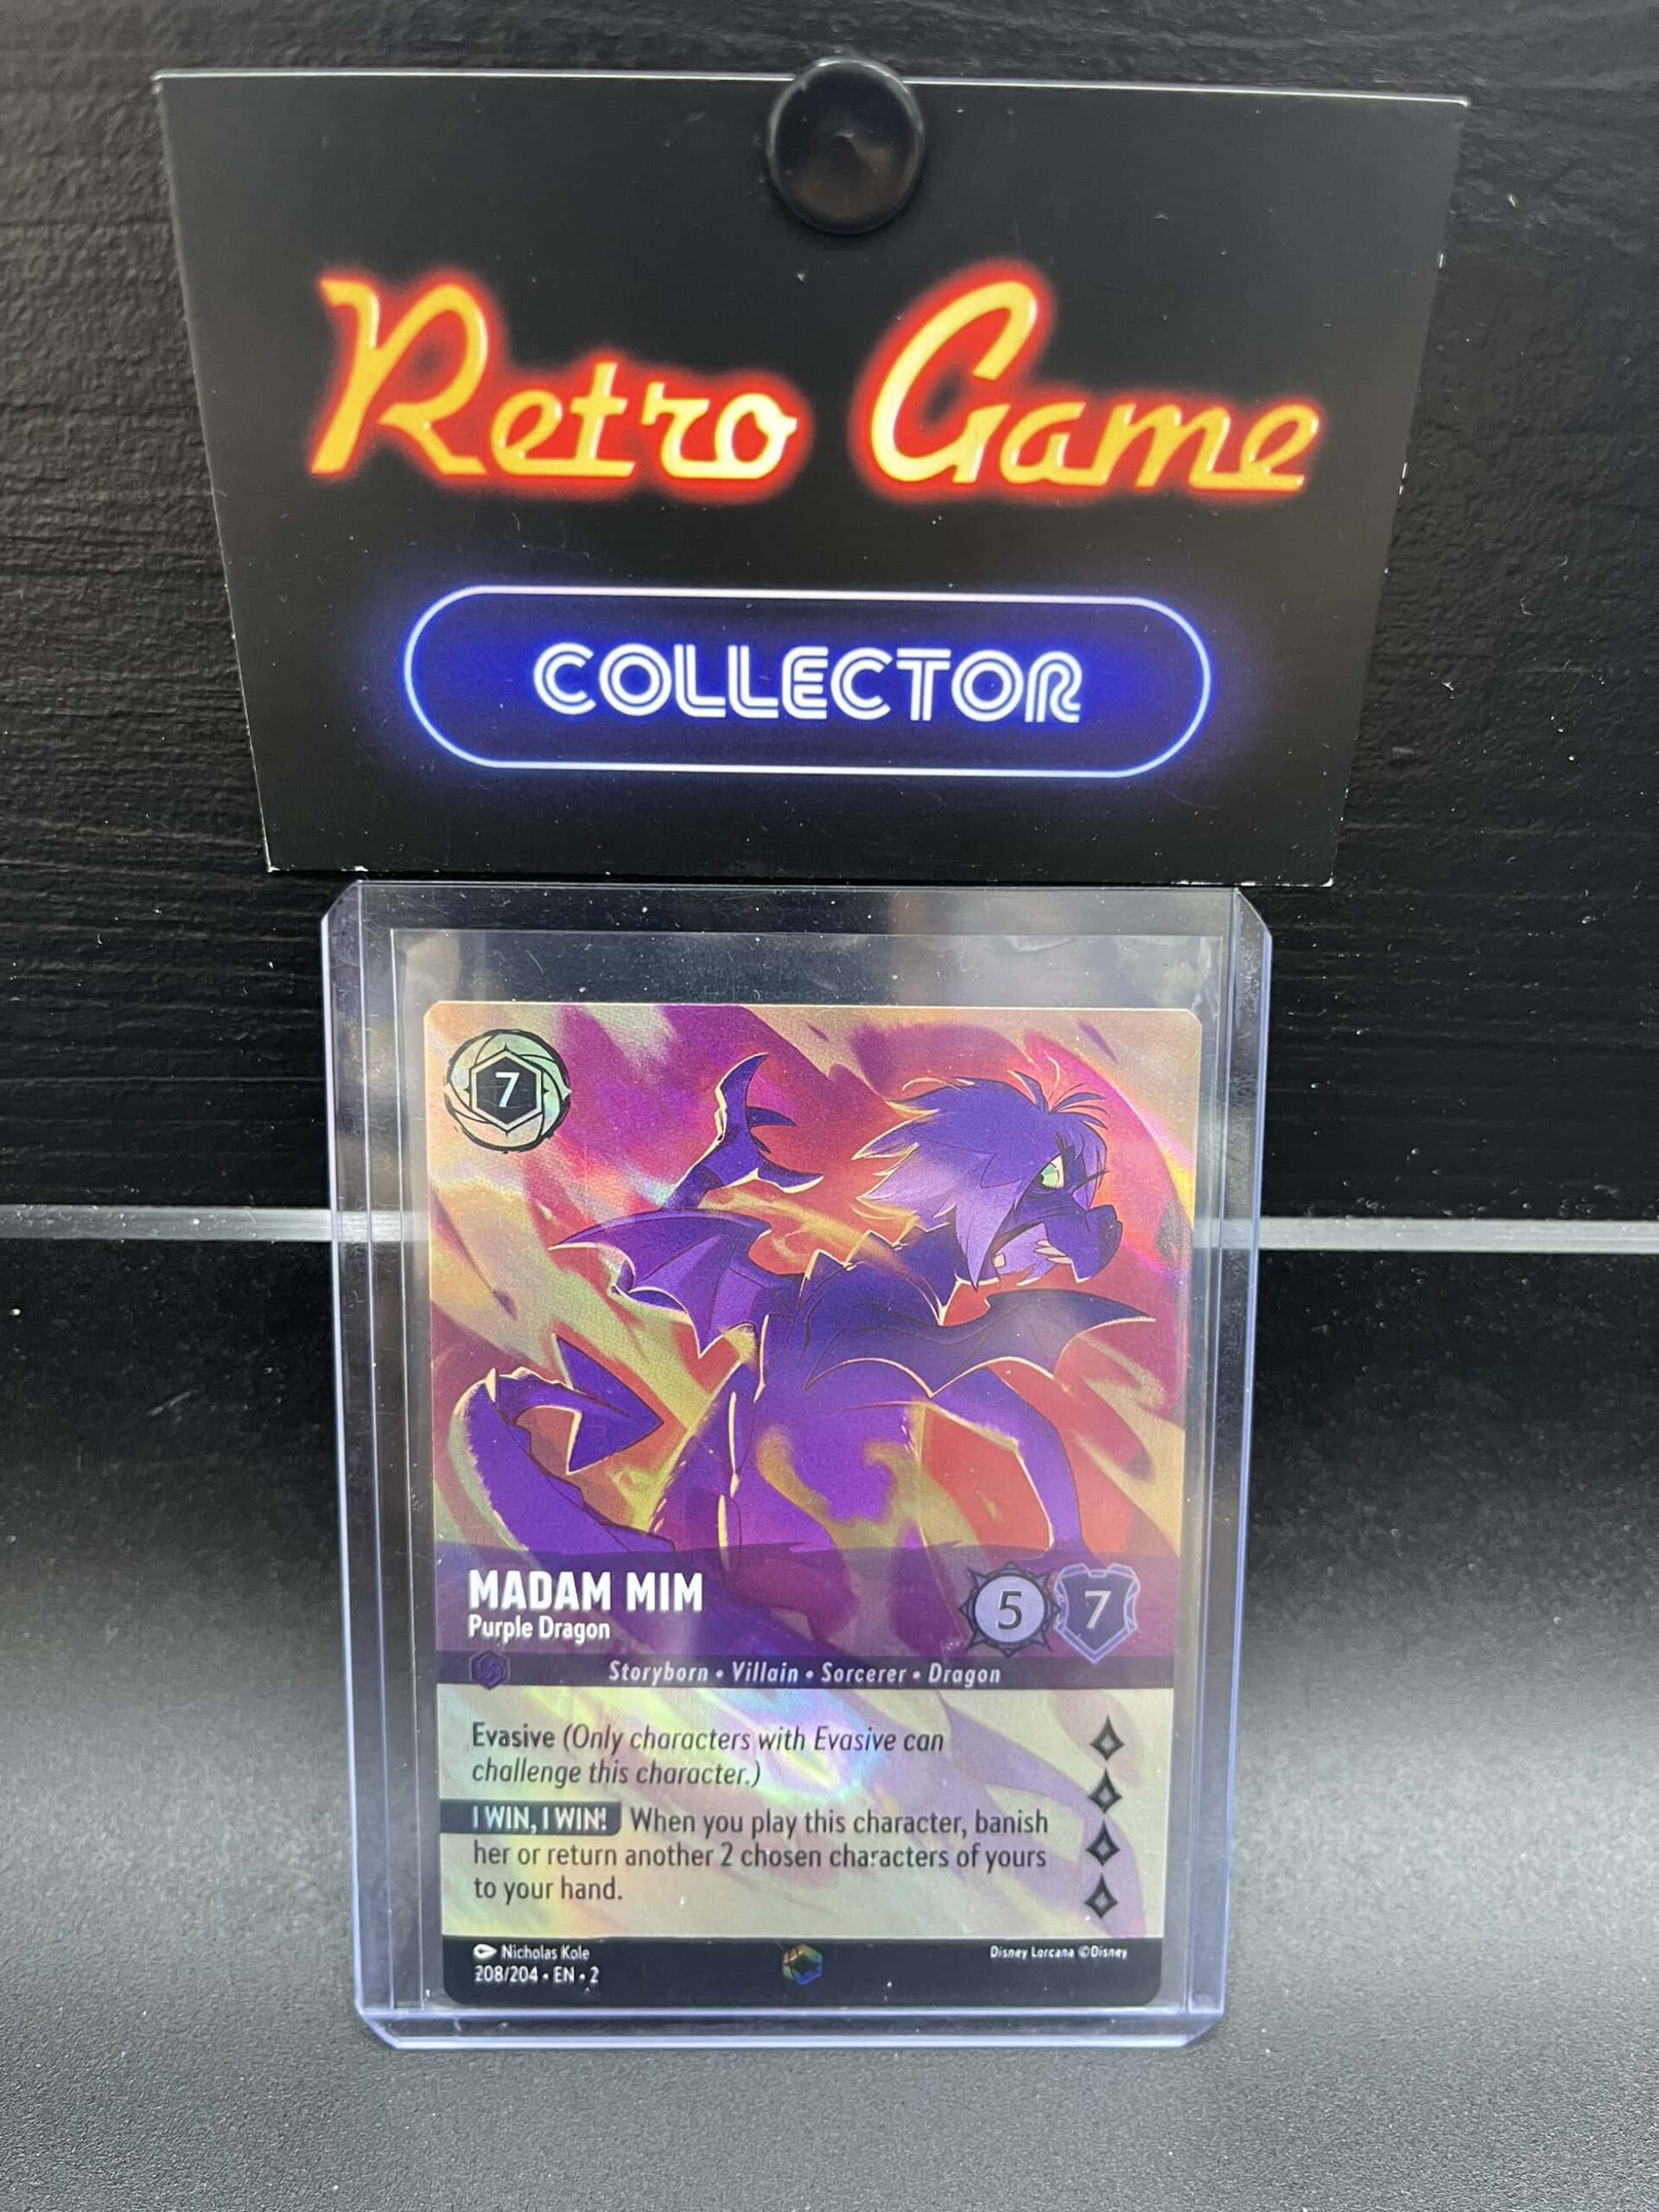 Retro Game
COLLECTOR
7
MADAM MIM
Purple Dragon
5 7
Storyborn • Villain • Sorcerer • Dragon
Evasive (Only characters with Evasive can
challenge this character.)
I WIN, I WIN! When you play this character, banish
her or return another 2 chosen characters of yours
to your hand.
Nicholas Kole
Disney Lorcana ©Disney
208/204 • EN • 2